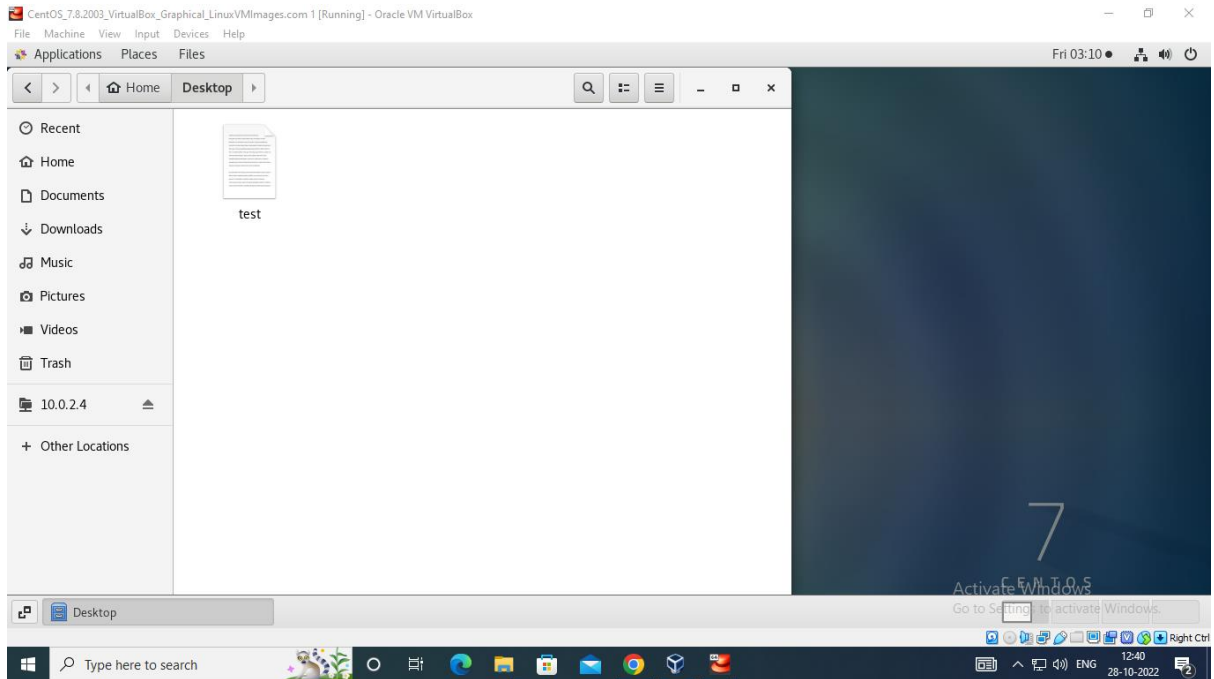 CentOS_7.8.2003_VirtualBox_Graphical_LinuxVMImages.com 1 [Running] - Oracle VM VirtualBox
File Machine View Input Devices Help
Applications Places Files
Fri 03:10
Home Desktop
Recent
Home
Documents
Downloads
Music
Pictures
Videos
Trash
10.0.2.4
+ Other Locations
test
7
CENTOS
Activate Windows
Go to Settings to activate Windows.
Desktop
Right Ctrl
Type here to search
ENG
12:40
28-10-2022
2